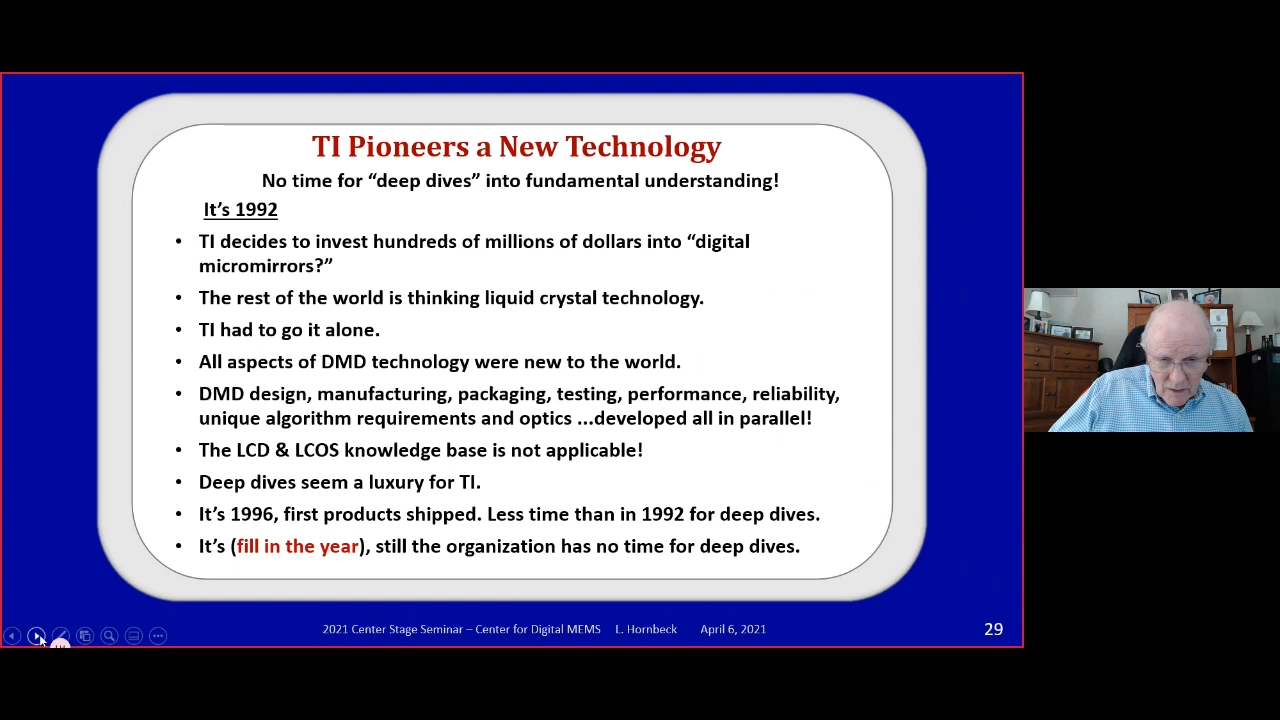 TI Pioneers a New Technology
No time for “deep dives” into fundamental understanding!
It’s 1992
• TI decides to invest hundreds of millions of dollars into “digital
micromirrors?”
• The rest of the world is thinking liquid crystal technology.
• TI had to go it alone.
• All aspects of DMD technology were new to the world.
• DMD design, manufacturing, packaging, testing, performance, reliability,
unique algorithm requirements and optics ...developed all in parallel!
• The LCD & LCOS knowledge base is not applicable!
• Deep dives seem a luxury for TI.
• It’s 1996, first products shipped. Less time than in 1992 for deep dives.
• It’s (fill in the year), still the organization has no time for deep dives.
2021 Center Stage Seminar – Center for Digital MEMS L. Hornbeck April 6, 2021
29